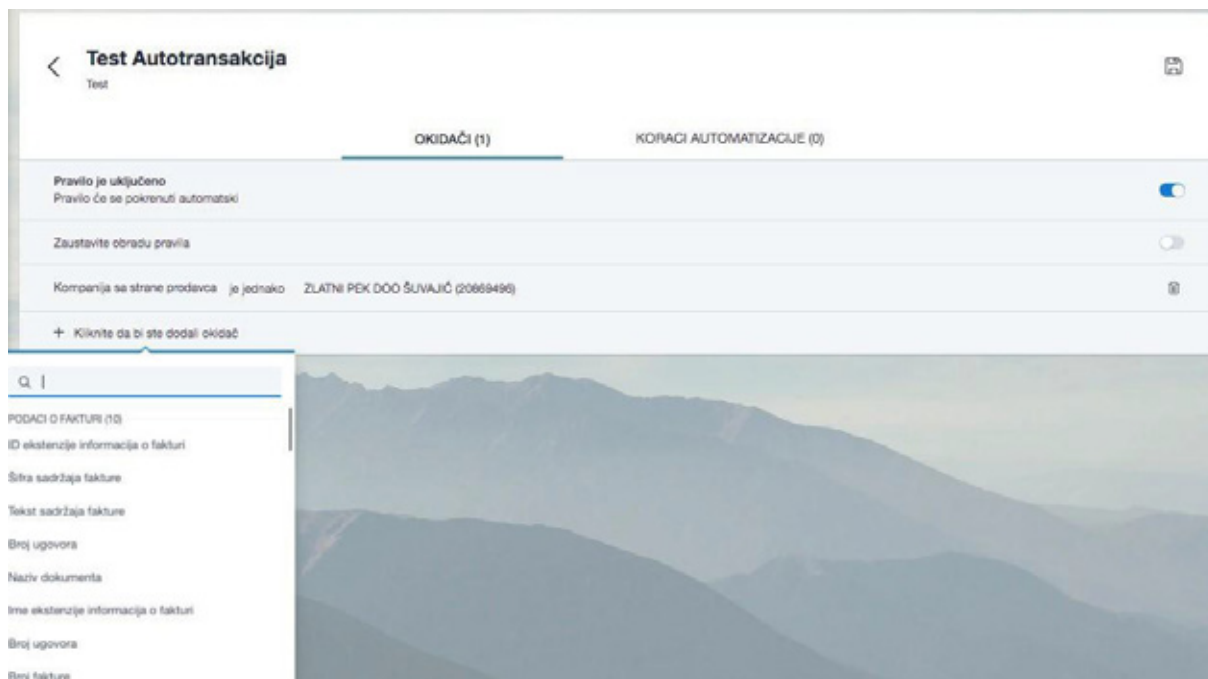 Test Autotransakcija
Test
OKIDAČI (1)
KORACI AUTOMATIZACIJE (0)
Pravilo je uključeno
Pravilo će se pokrenuti automatski
Zaustavite obradu pravila
Kompanija sa strane prodavca je jednako ZLATNI PEK DOO ŠUVAJIĆ (20669496)
+ Kliknite da bi ste dodali okidač
PODACI O FAKTURI (10)
ID ekstenzije informacija o fakturi
Šifra sadržaja fakture
Tekst sadržaja fakture
Broj ugovora
Naziv dokumenta
Ime ekstenzije informacija o fakturi
Broj ugovora
Broj fakture